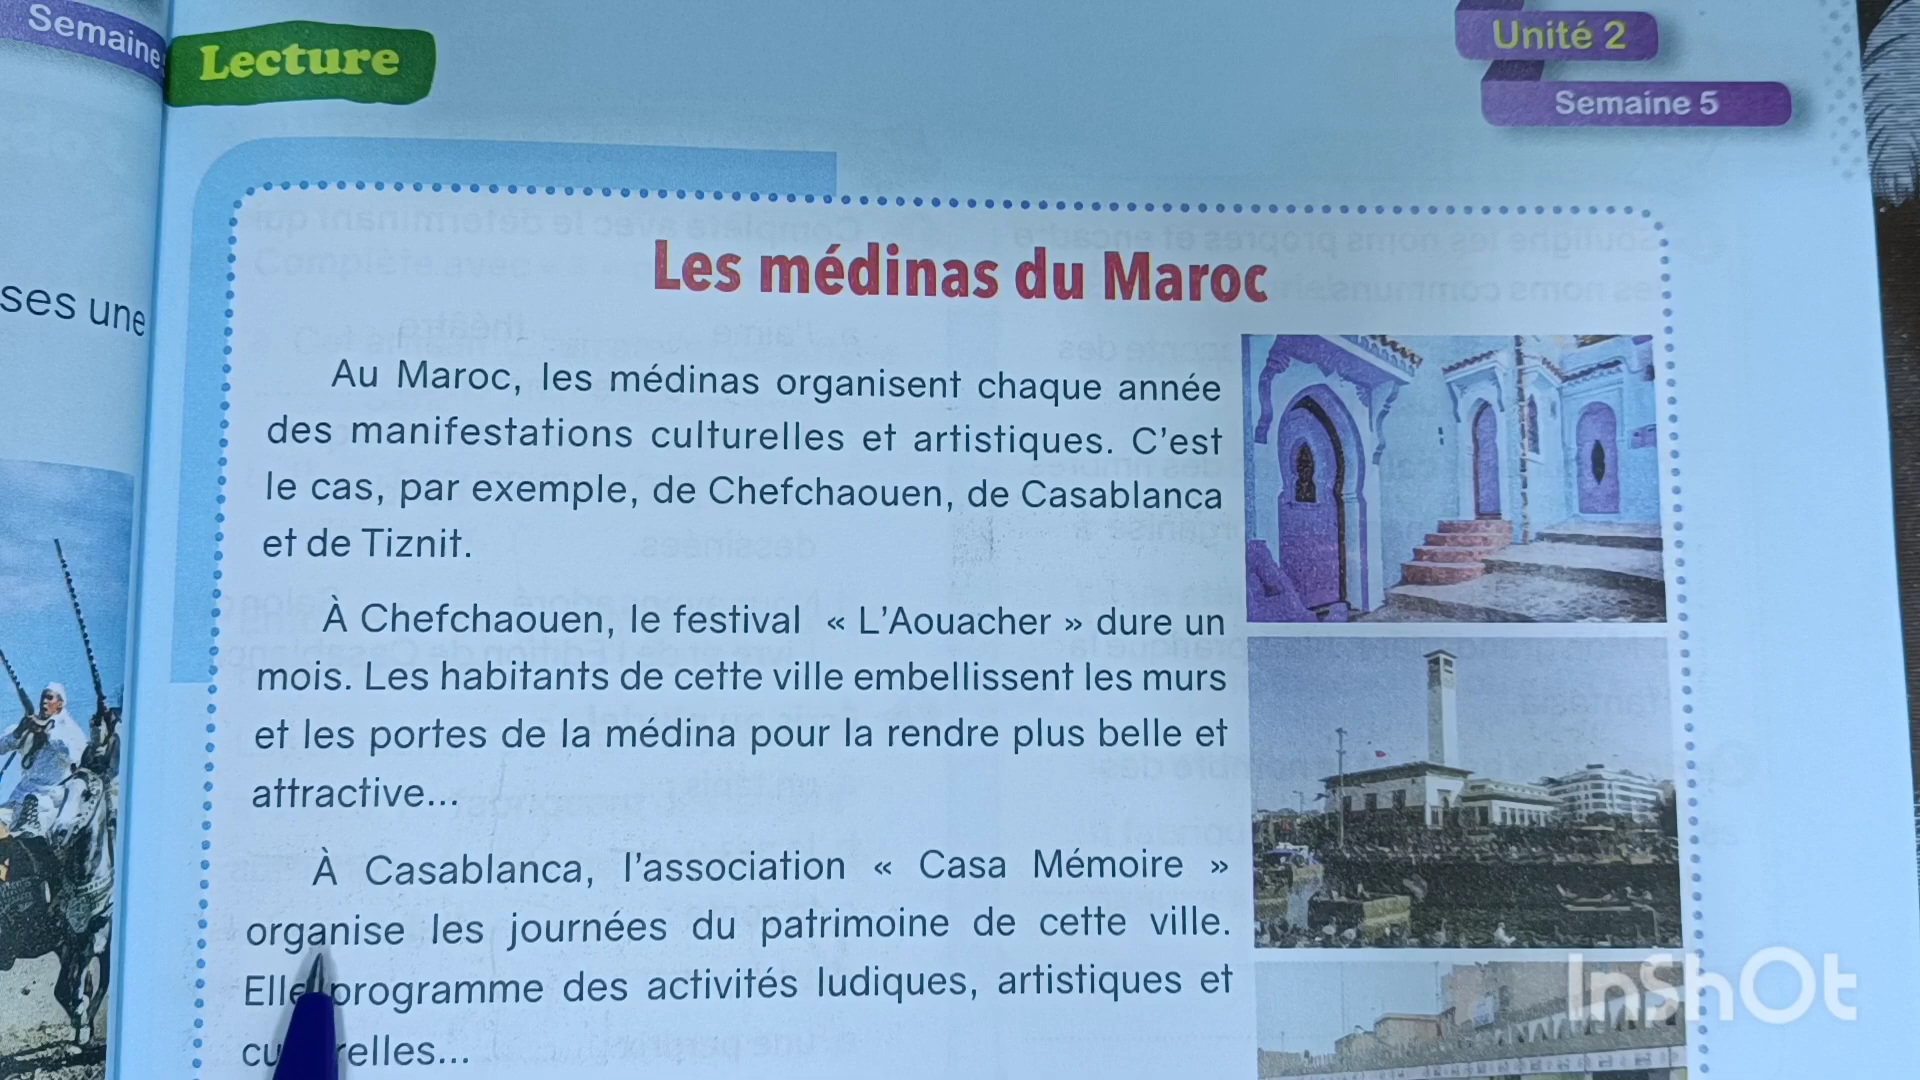 Semaine
Lecture
Unité 2
Semaine 5
ses une
Les médinas du Maroc
Au Maroc, les médinas organisent chaque année
des manifestations culturelles et artistiques. C'est
le cas, par exemple, de Chefchaouen, de Casablanca
et de Tiznit.
À Chefchaouen, le festival « L'Aouacher » dure un
mois. Les habitants de cette ville embellissent les murs
et les portes de la médina pour la rendre plus belle et
attractive...
À Casablanca, l'association « Casa Mémoire »
organise les journées du patrimoine de cette ville.
Elle programme des activités ludiques, artistiques et
InShOt